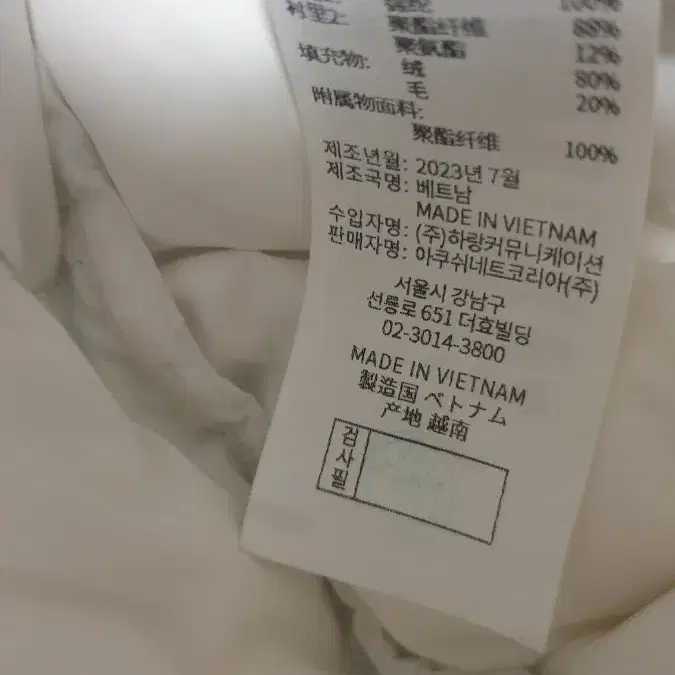 100%
衬里2: 聚酯纤维 88%
聚氨酯 12%
填充物: 绒 80%
毛 20%
附属物面料:
聚酯纤维 100%
제조년월: 2023년 7월
제조국명: 베트남
MADE IN VIETNAM
수입자명: (주)하랑커뮤니케이션
판매자명: 아쿠쉬네트코리아(주)
서울시 강남구
선릉로 651 더효빌딩
02-3014-3800
MADE IN VIETNAM
製造国 ベトナム
产地 越南
검사필